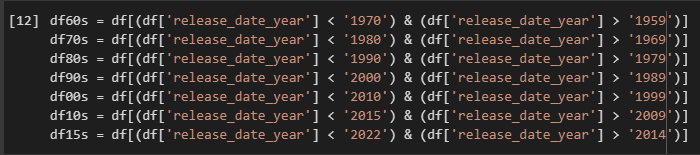 [12] df60s = df[(df['release_date_year'] < '1970') & (df['release_date_year'] > '1959')]
df70s = df[(df['release_date_year'] < '1980') & (df['release_date_year'] > '1969')]
df80s = df[(df['release_date_year'] < '1990') & (df['release_date_year'] > '1979')]
df90s = df[(df['release_date_year'] < '2000') & (df['release_date_year'] > '1989')]
df00s = df[(df['release_date_year'] < '2010') & (df['release_date_year'] > '1999')]
df10s = df[(df['release_date_year'] < '2015') & (df['release_date_year'] > '2009')]
df15s = df[(df['release_date_year'] < '2022') & (df['release_date_year'] > '2014')]